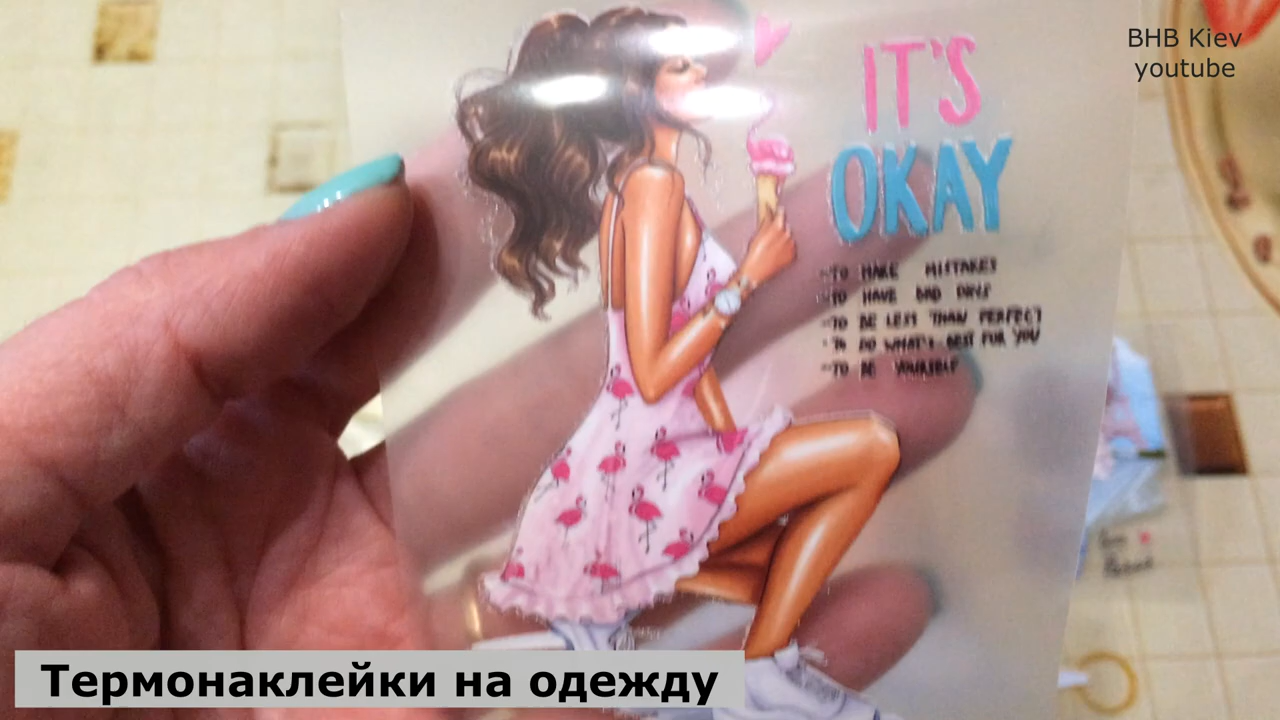 BHB Kiev
youtube
IT'S
OKAY
-TO MAKE MISTAKES
-TO HAVE BAD DAYS
-TO BE LESS THAN PERFECT
-TO DO WHAT'S BEST FOR YOU
-TO BE YOURSELF
Термонаклейки на одежду